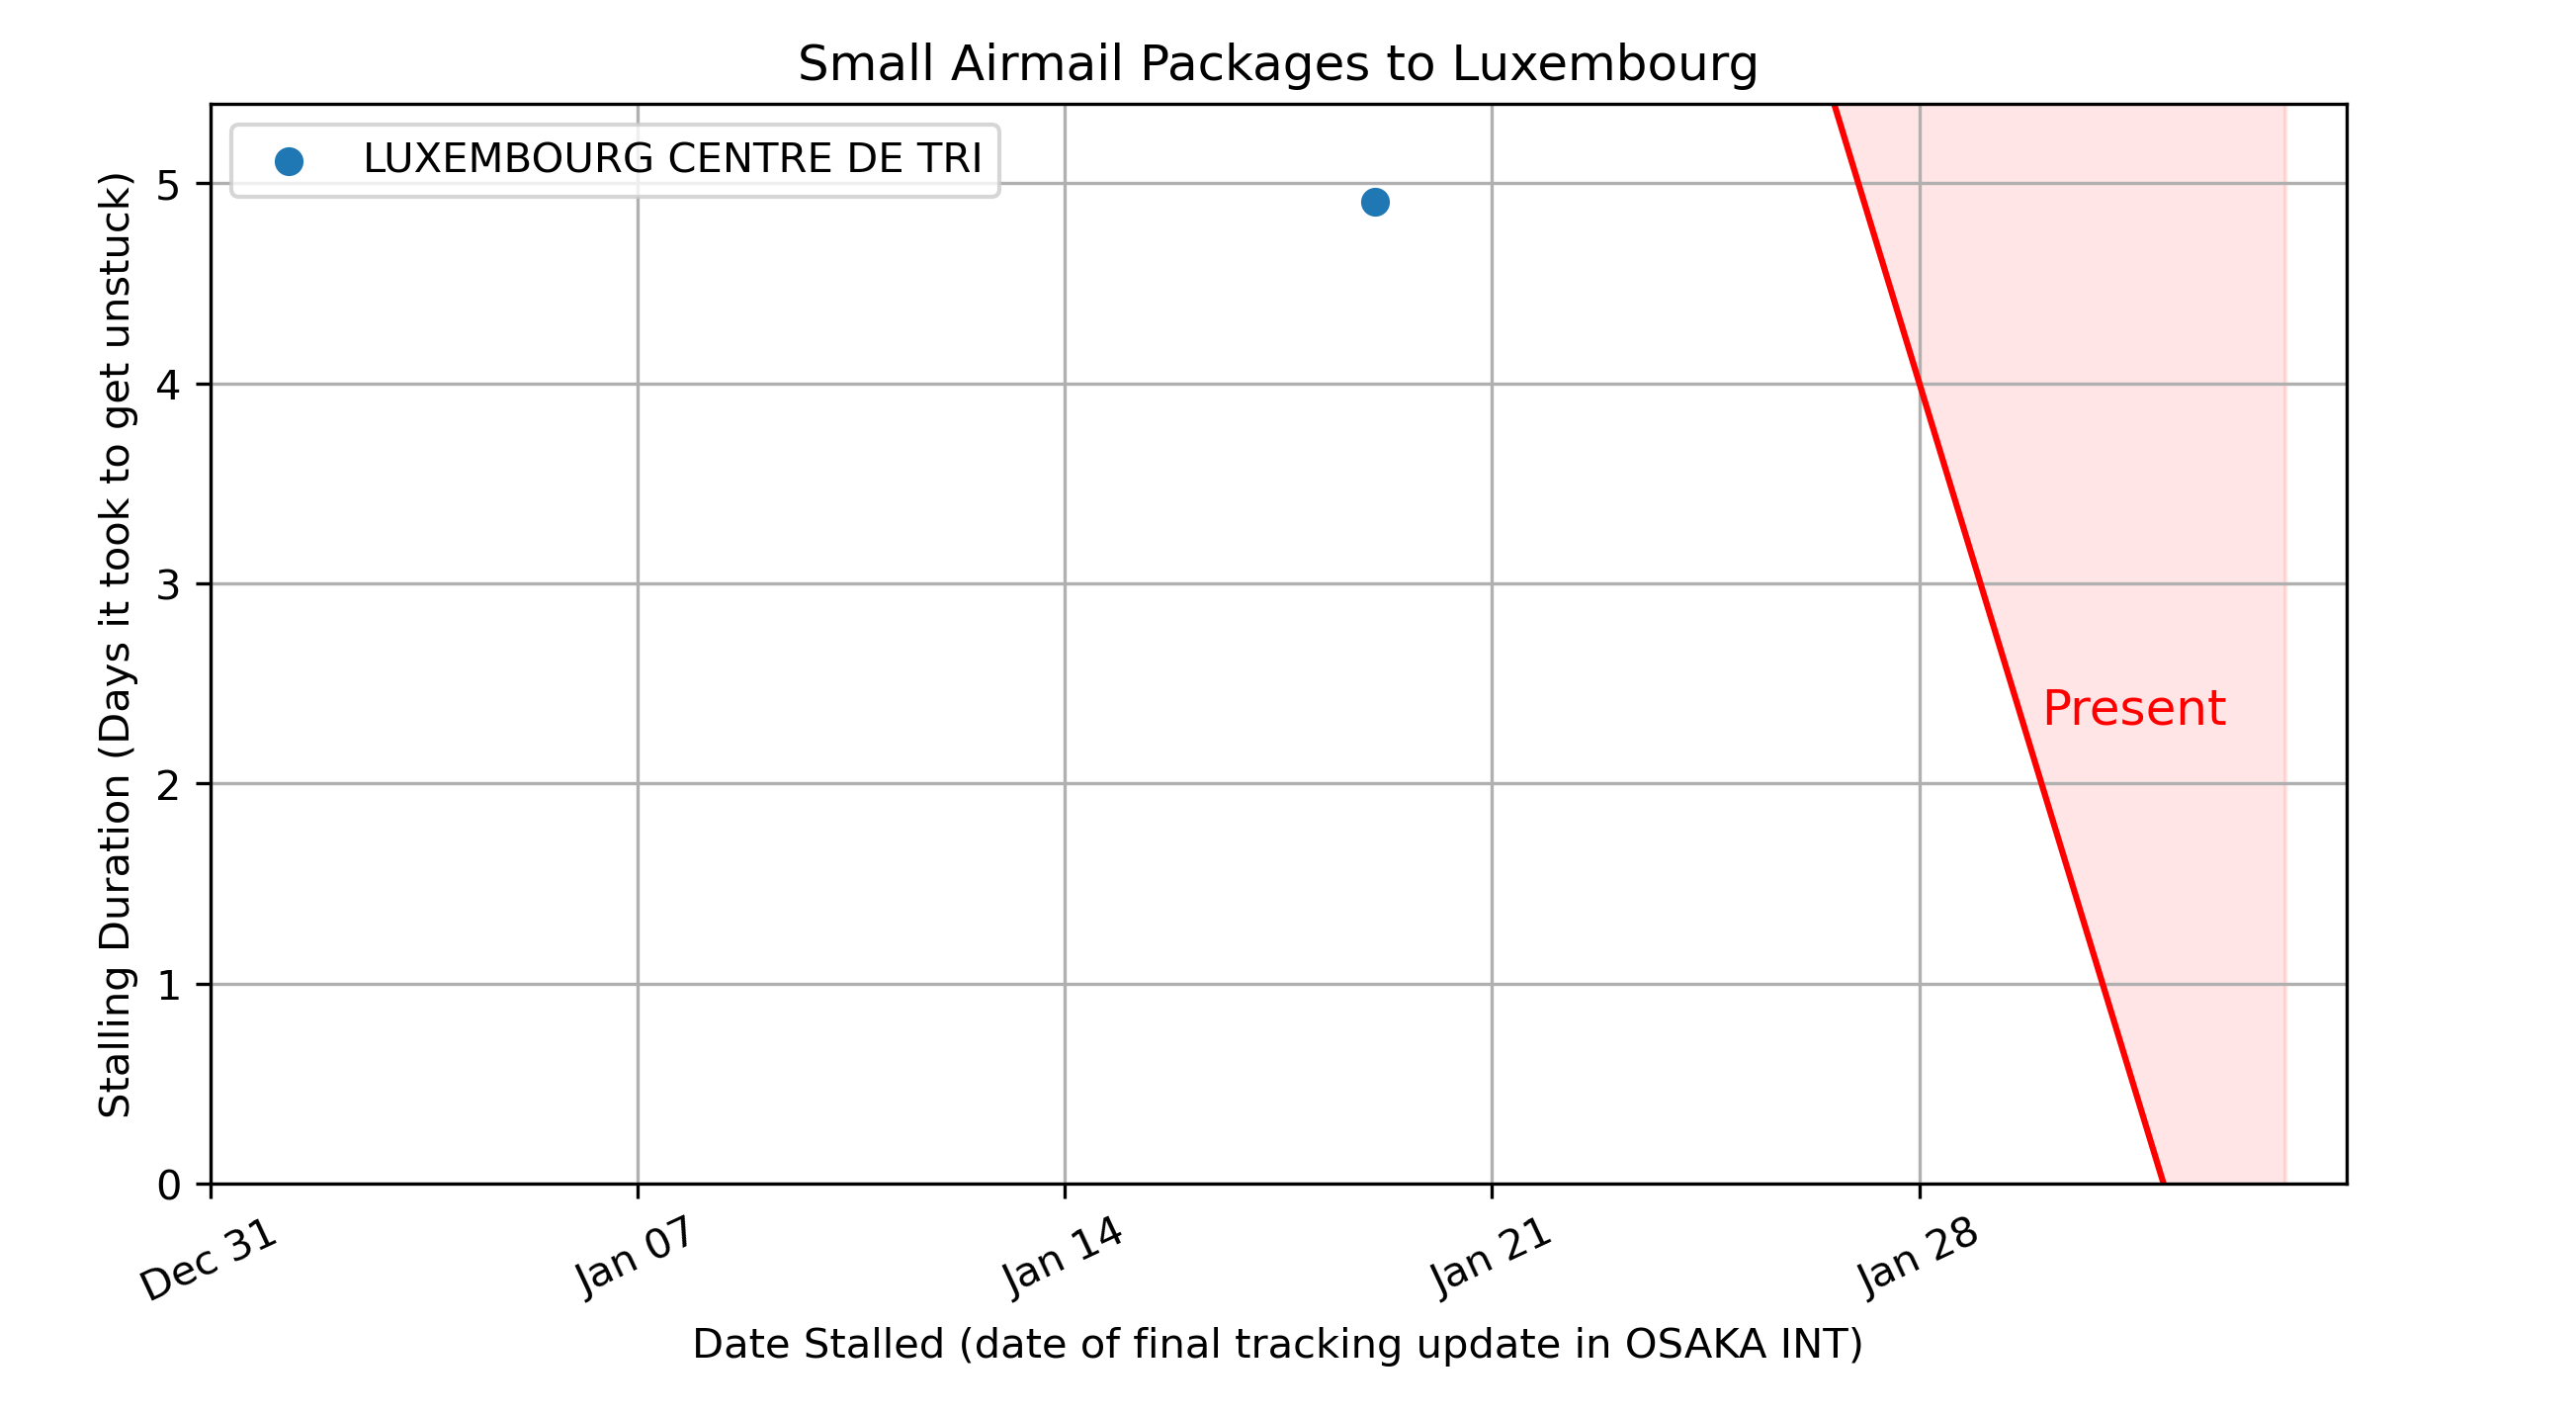 Small Airmail Packages to Luxembourg
LUXEMBOURG CENTRE DE TRI
Stalling Duration (Days it took to get unstuck)
5
4
3
2
1
0
Present
Dec 31
Jan 07
Jan 14
Jan 21
Jan 28
Date Stalled (date of final tracking update in OSAKA INT)